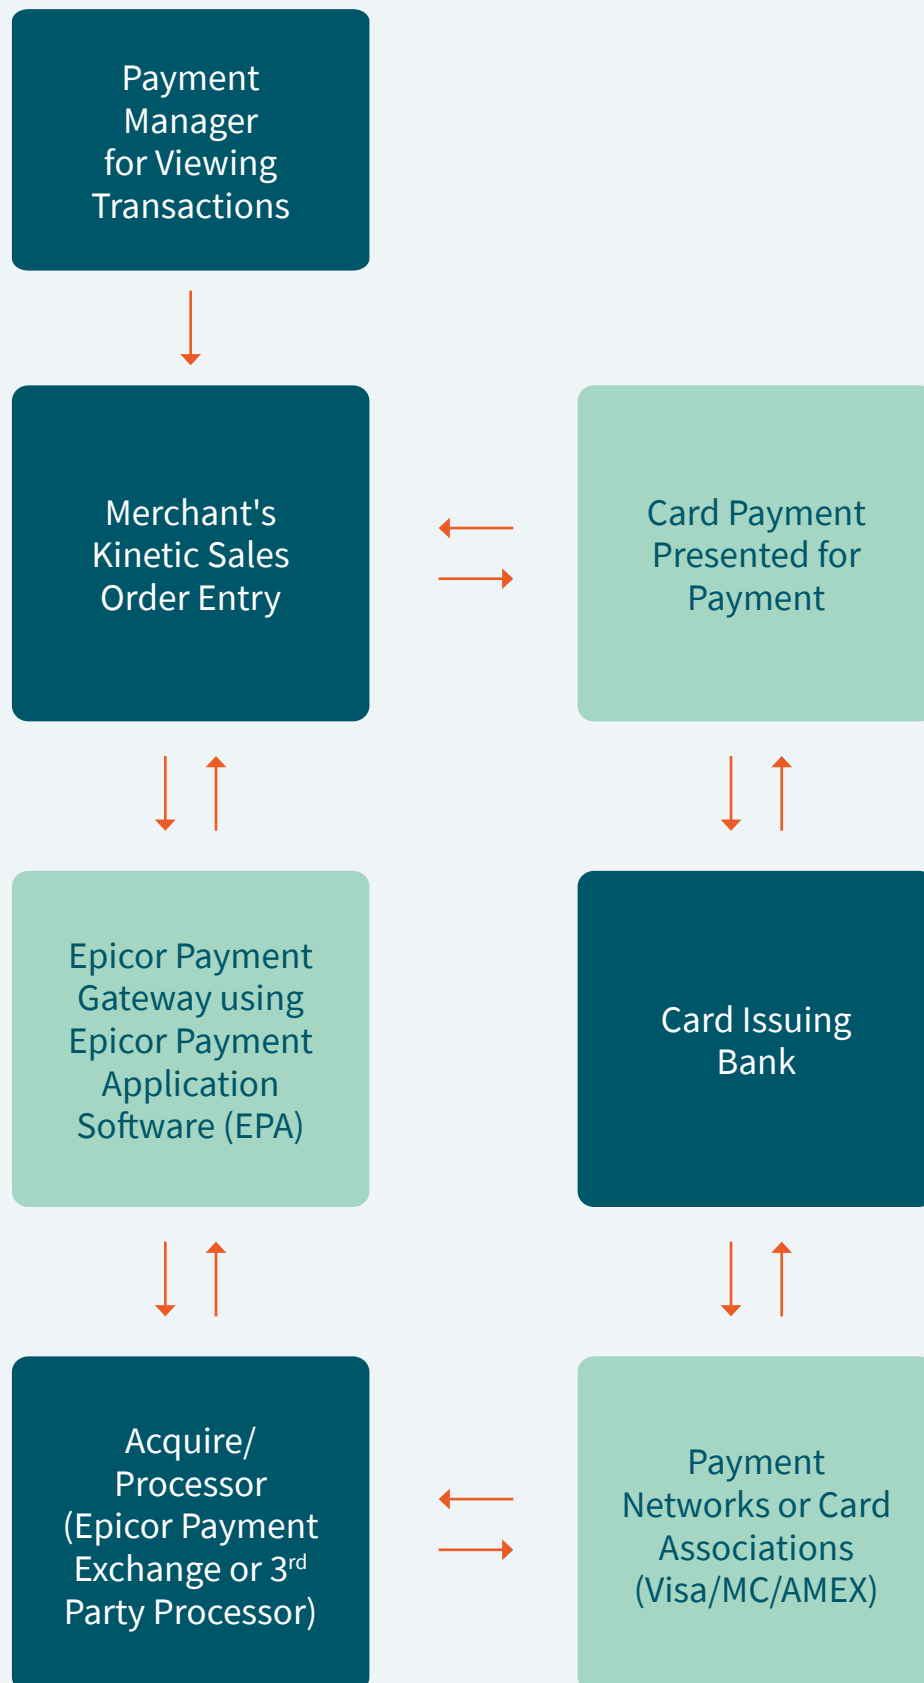 Payment
Manager
for Viewing
Transactions
Merchant's
Kinetic Sales
Order Entry
Card Payment
Presented for
Payment
Epicor Payment
Gateway using
Epicor Payment
Application
Software (EPA)
Card Issuing
Bank
Acquire/
Processor
(Epicor Payment
Exchange or 3rd
Party Processor)
Payment
Networks or Card
Associations
(Visa/MC/AMEX)